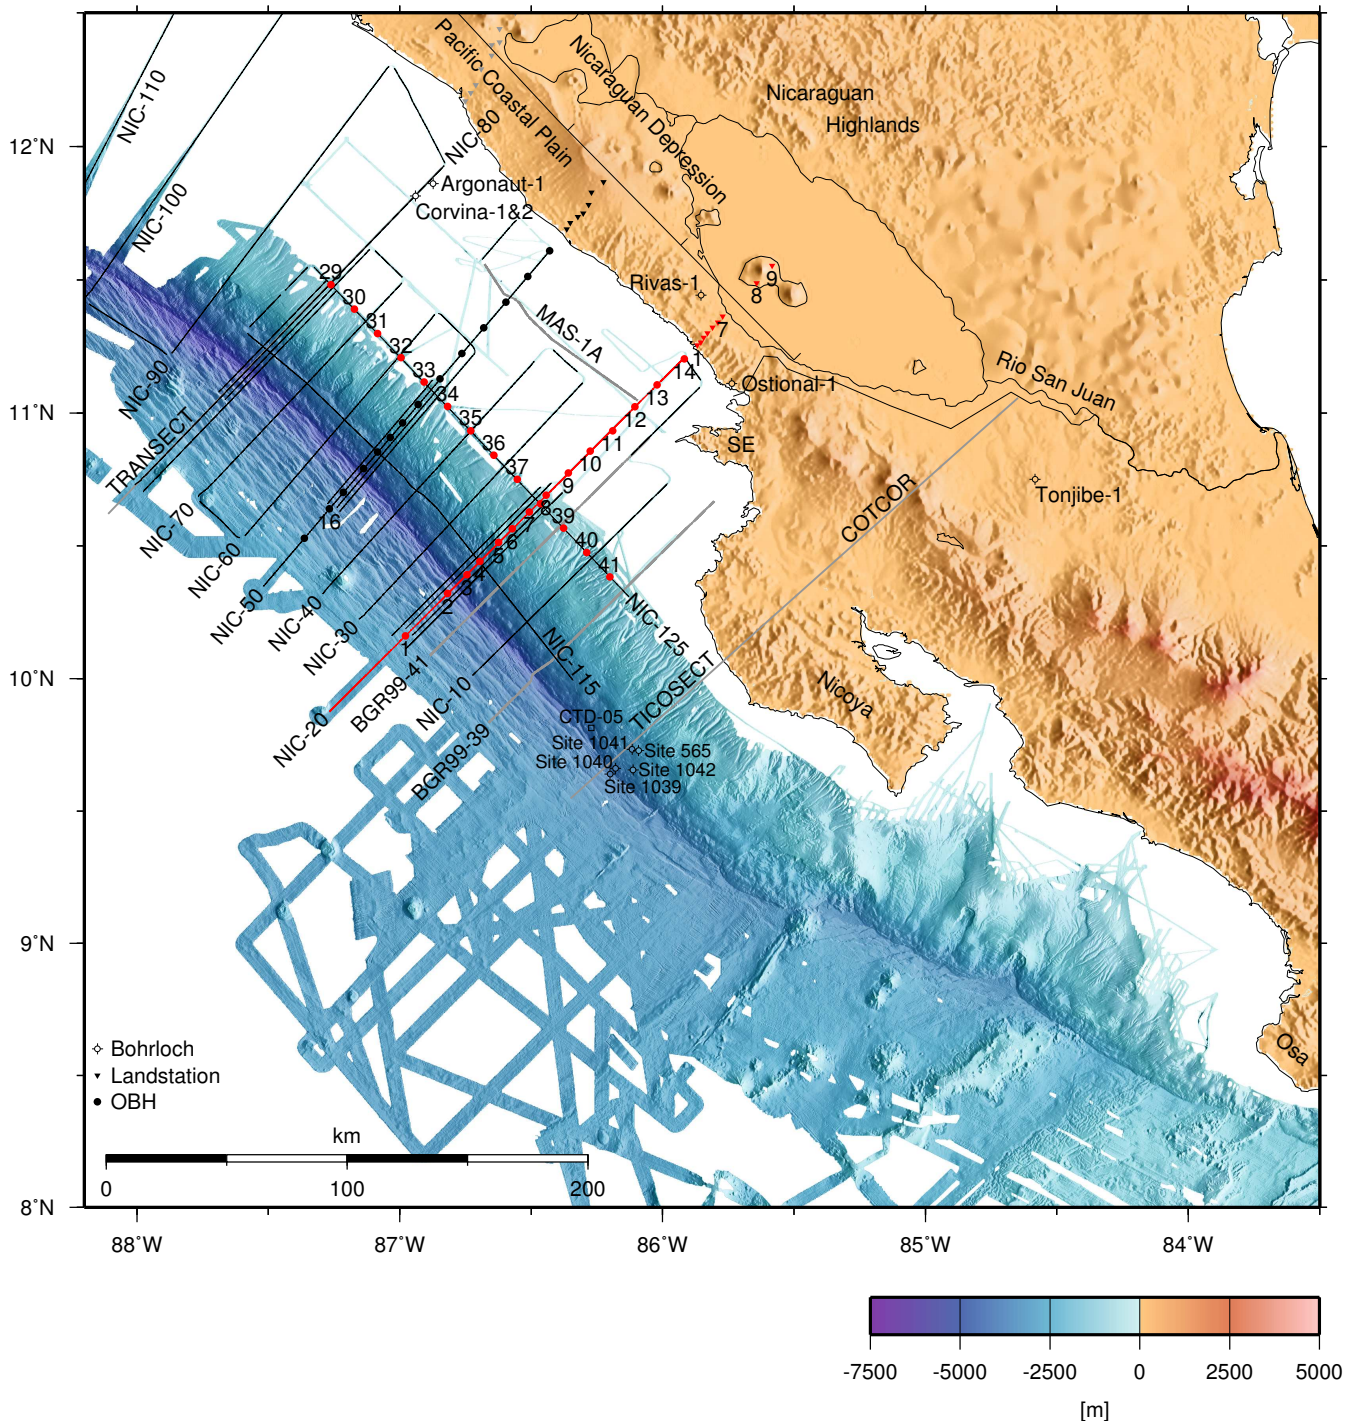 12°N
11°N
10°N
9°N
8°N
88°W
87°W
86°W
85°W
84°W
NIC-110
NIC-100
NIC-90
NIC-80
Pacific Coastal Plain
Nicaraguan Depression
Nicaraguan
Highlands
Argonaut-1
Corvina-1&2
Rivas-1
MAS-1A
Ostional-1
Rio San Juan
SE
Tonjibe-1
COTCOR
TICOSECT
TRANSECT
NIC-70
NIC-60
NIC-50
NIC-40
NIC-30
NIC-20
BGR99-41
NIC-10
BGR99-39
NIC-115
NIC-125
Nicoya
Osa
CTD-05
Site 1041
Site 565
Site 1040
Site 1042
Site 1039
29
30
31
32
33
34
35
36
37
39
40
41
16
1
2
3
4
5
6
7
8
9
10
11
12
13
14
1
7
8
9
Bohrloch
Landstation
OBH
km
0
100
200
-7500
-5000
-2500
0
2500
5000
[m]